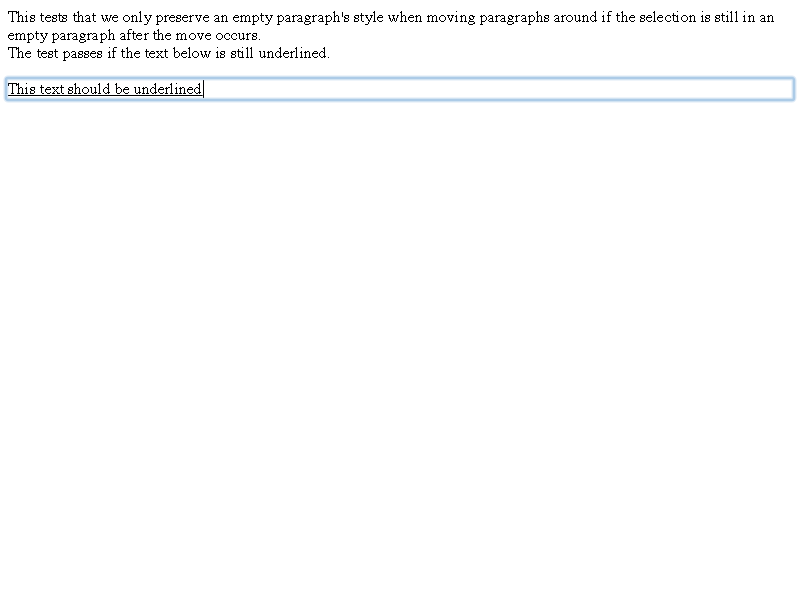 This tests that we only preserve an empty paragraph's style when moving paragraphs around if the selection is still in an
empty paragraph after the move occurs.
The test passes if the text below is still underlined.
This text should be underlined